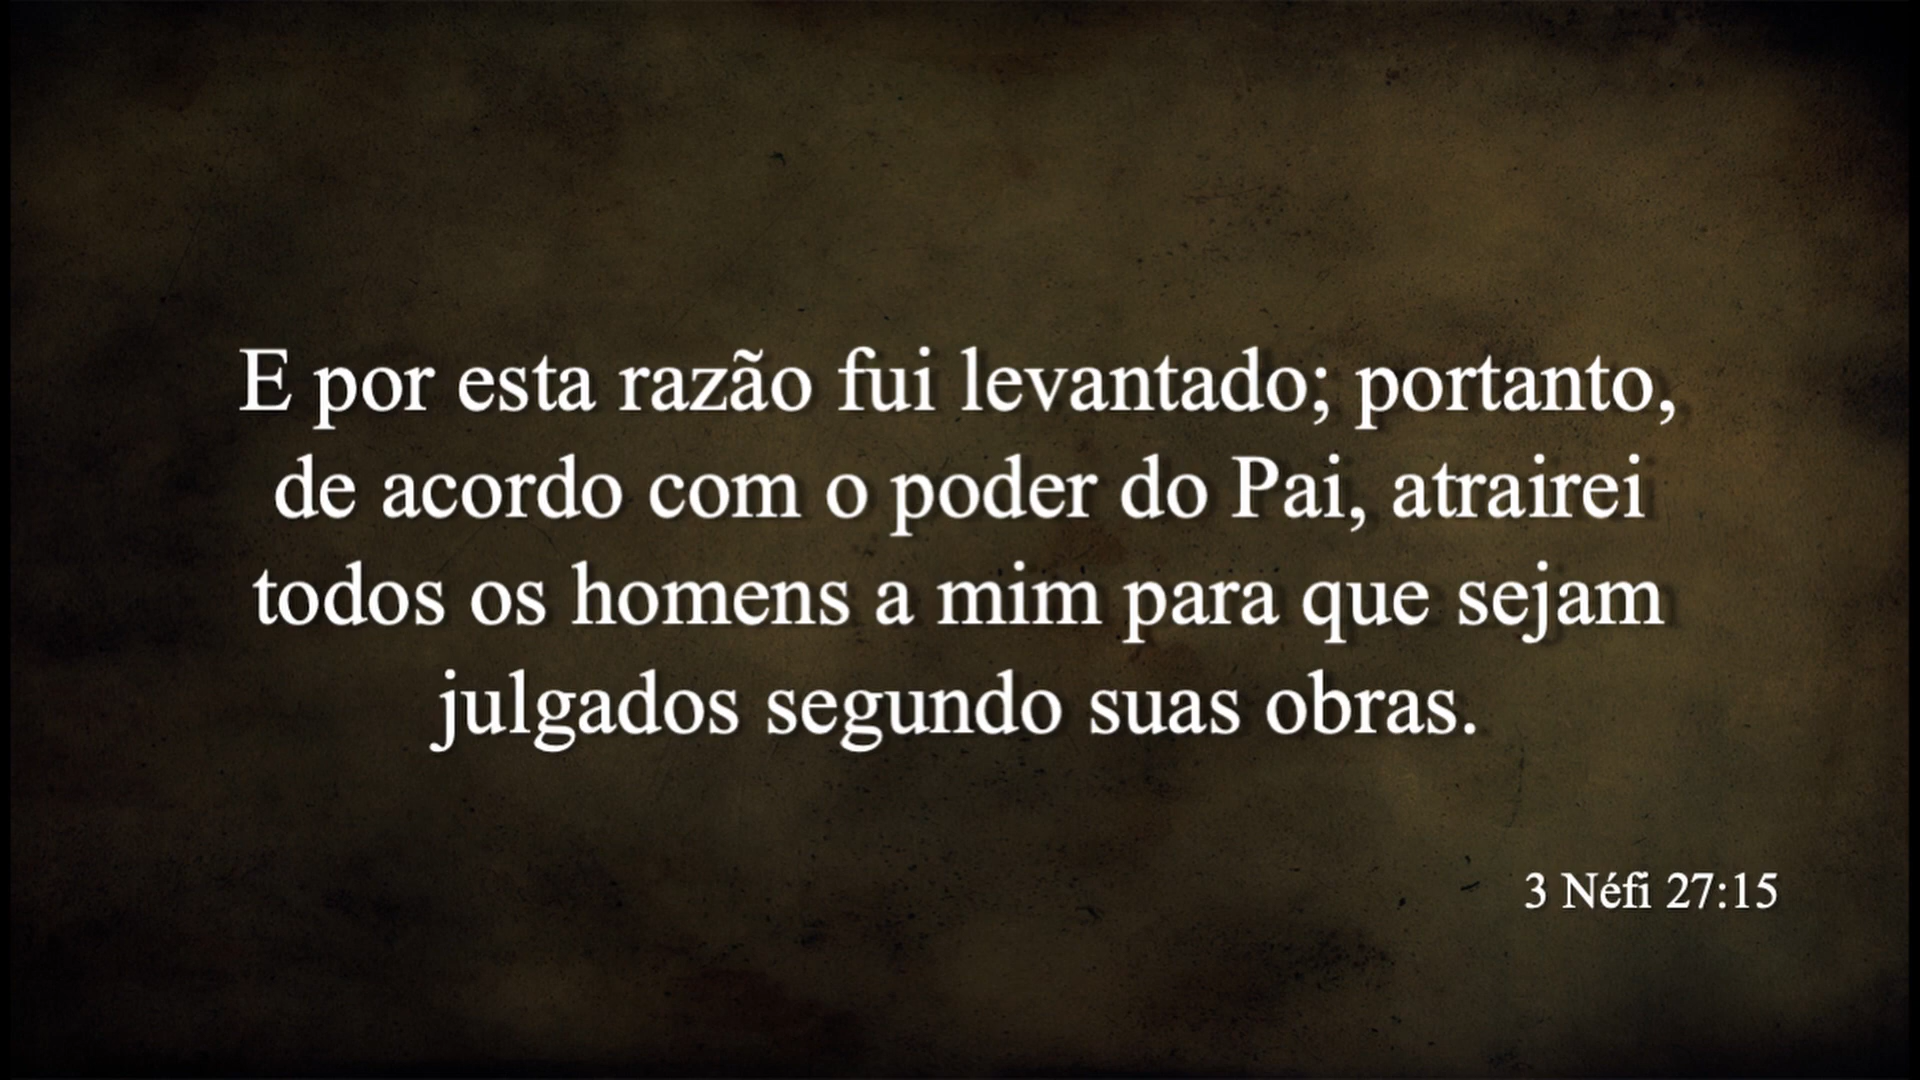 E por esta razão fui levantado; portanto,
de acordo com o poder do Pai, atrairei
todos os homens a mim para que sejam
julgados segundo suas obras.
3 Néfi 27:15